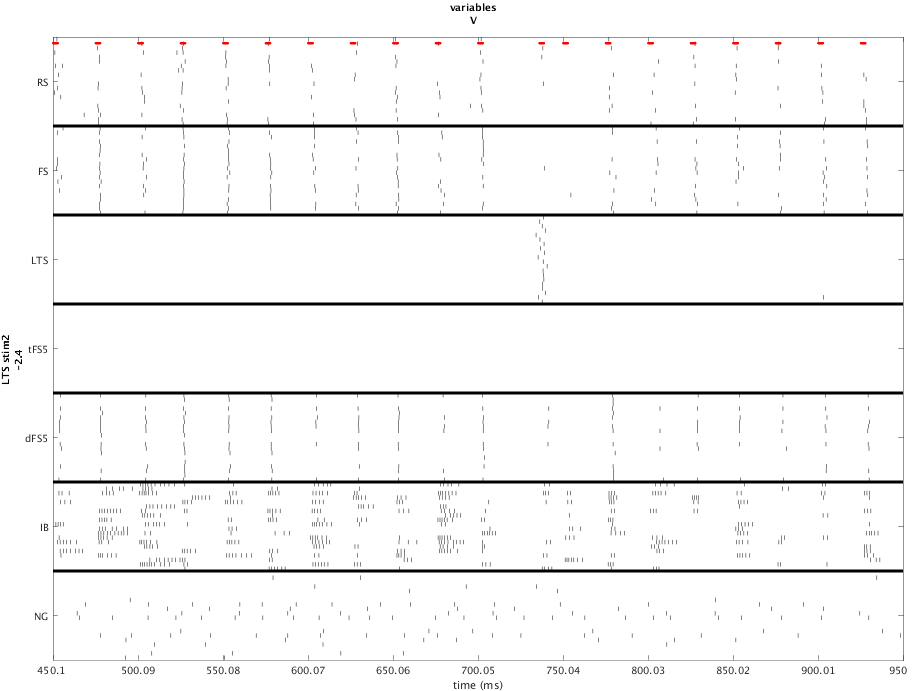 variables
V
RS
FS
LTS
tFS5
dFS5
IB
NG
LTS stim2
-2.4
450.1 500.09 550.08 600.07 650.06 700.05 750.04 800.03 850.02 900.01 950
time (ms)